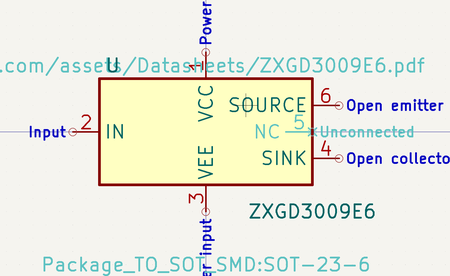 Power
1
.com/assets/Datasheets/ZXGD3009E6.pdf
U
VCC
SOURCE 6 Open emitter
Input 2 IN
NC 5 Unconnected
VEE
SINK 4 Open collecto
3
ZXGD3009E6
er input
Package_TO_SOT_SMD:SOT-23-6